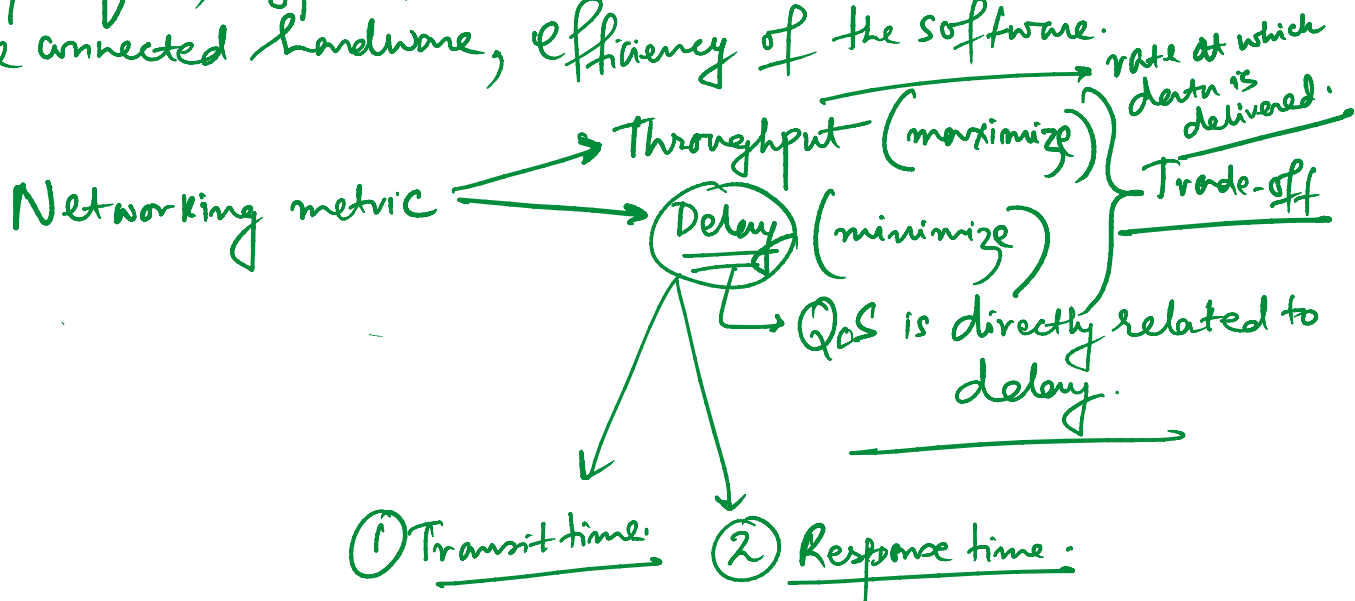 connected hardware, efficiency of the software.
rate at which
data is
delivered.
Throughput (maximize)
Trade-off
Networking metric
Delay (minimize)
QoS is directly related to
delay.
① Transit time.
② Response time.